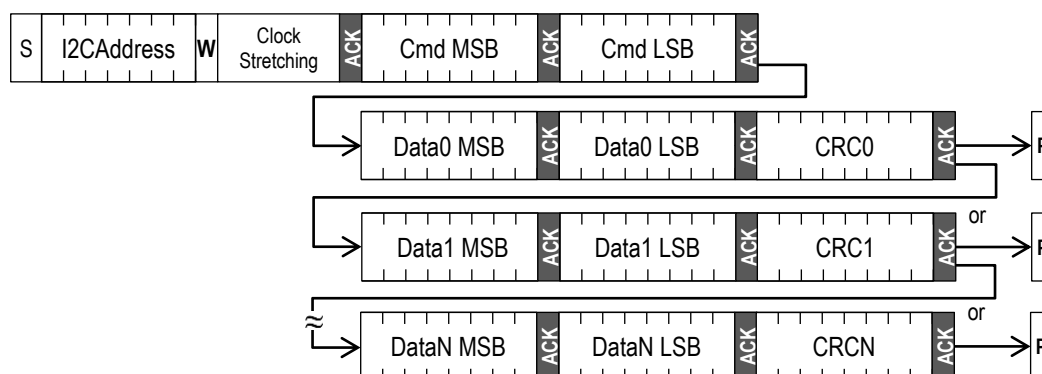 S I2CAddress W Clock Stretching ACK Cmd MSB ACK Cmd LSB ACK
Data0 MSB ACK Data0 LSB ACK CRC0 ACK P
or
Data1 MSB ACK Data1 LSB ACK CRC1 ACK P
or
DataN MSB ACK DataN LSB ACK CRCN ACK P